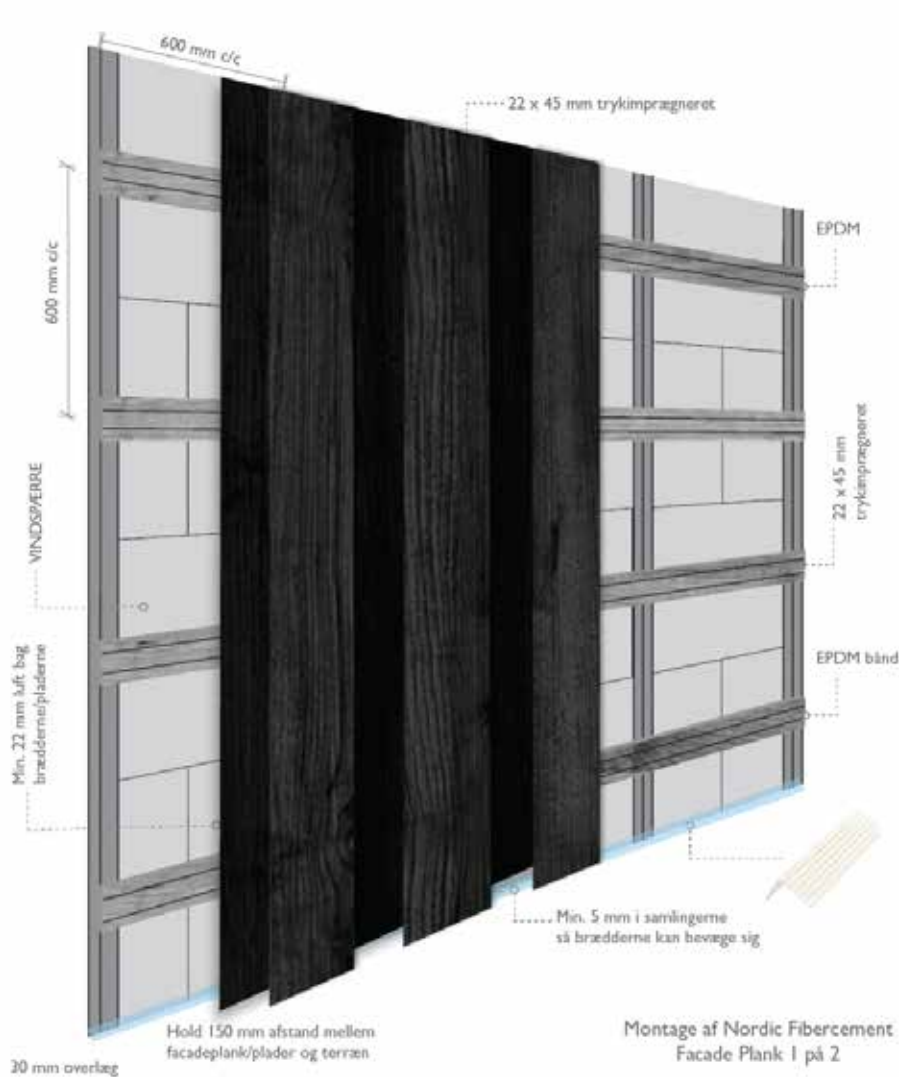 600 mm c/c
22 x 45 mm trykimprægneret
600 mm c/c
EPDM
22 x 45 mm
trykimprægneret
VINDSPÆRRE
Min. 22 mm luft bag
brædderne/pladerne
EPDM bånd
Min. 5 mm i samlingerne
så brædderne kan bevæge sig
Hold 150 mm afstand mellem
facadeplank/plader og terræn
30 mm overlæg
Montage af Nordic Fibercement
Facade Plank 1 på 2